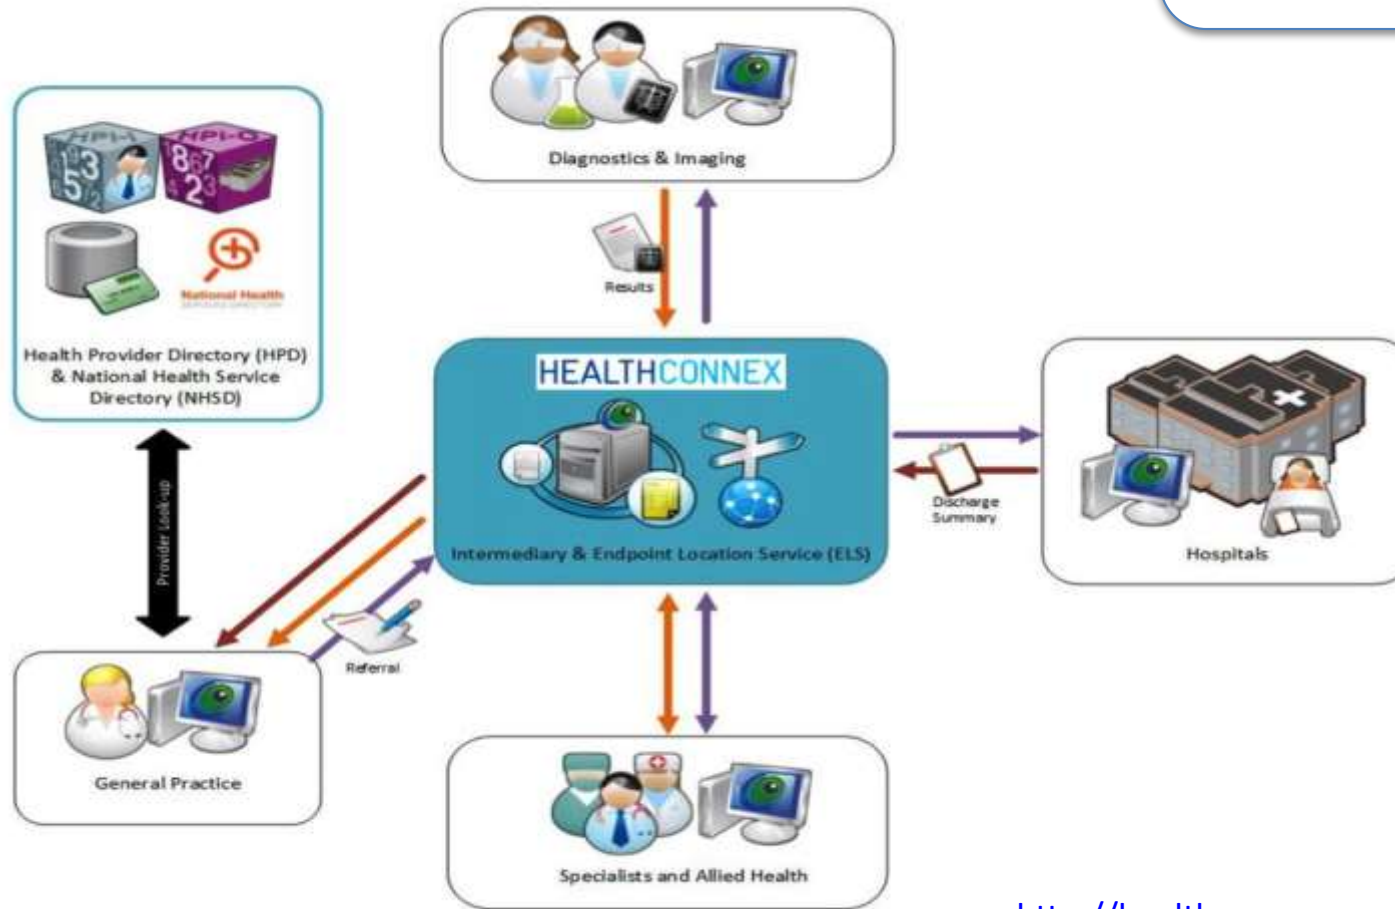 Diagnostics & Imaging
HPI-I
HPI-O
National Health
Health Provider Directory (HPD)
& National Health Service
Directory (NHSD)
Results
HEALTHCONNEX
Intermediary & Endpoint Location Service (ELS)
Discharge
Summary
Hospitals
Provider Look-up
Referral
General Practice
Specialists and Allied Health